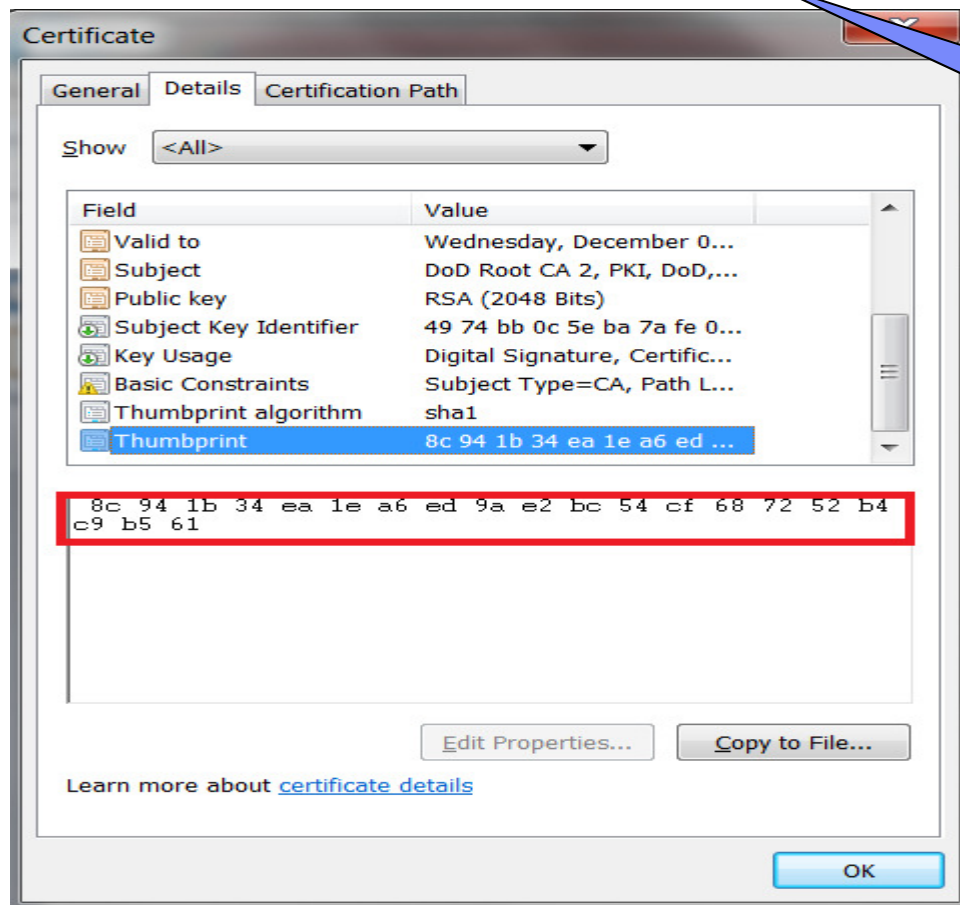 Certificate
General Details Certification Path
Show <All>
Field Value
Valid to Wednesday, December 0...
Subject DoD Root CA 2, PKI, DoD,...
Public key RSA (2048 Bits)
Subject Key Identifier 49 74 bb 0c 5e ba 7a fe 0...
Key Usage Digital Signature, Certific...
Basic Constraints Subject Type=CA, Path L...
Thumbprint algorithm sha1
Thumbprint 8c 94 1b 34 ea 1e a6 ed ...
8c 94 1b 34 ea 1e a6 ed 9a e2 bc 54 cf 68 72 52 b4
c9 b5 61
Edit Properties... Copy to File...
Learn more about certificate details
OK